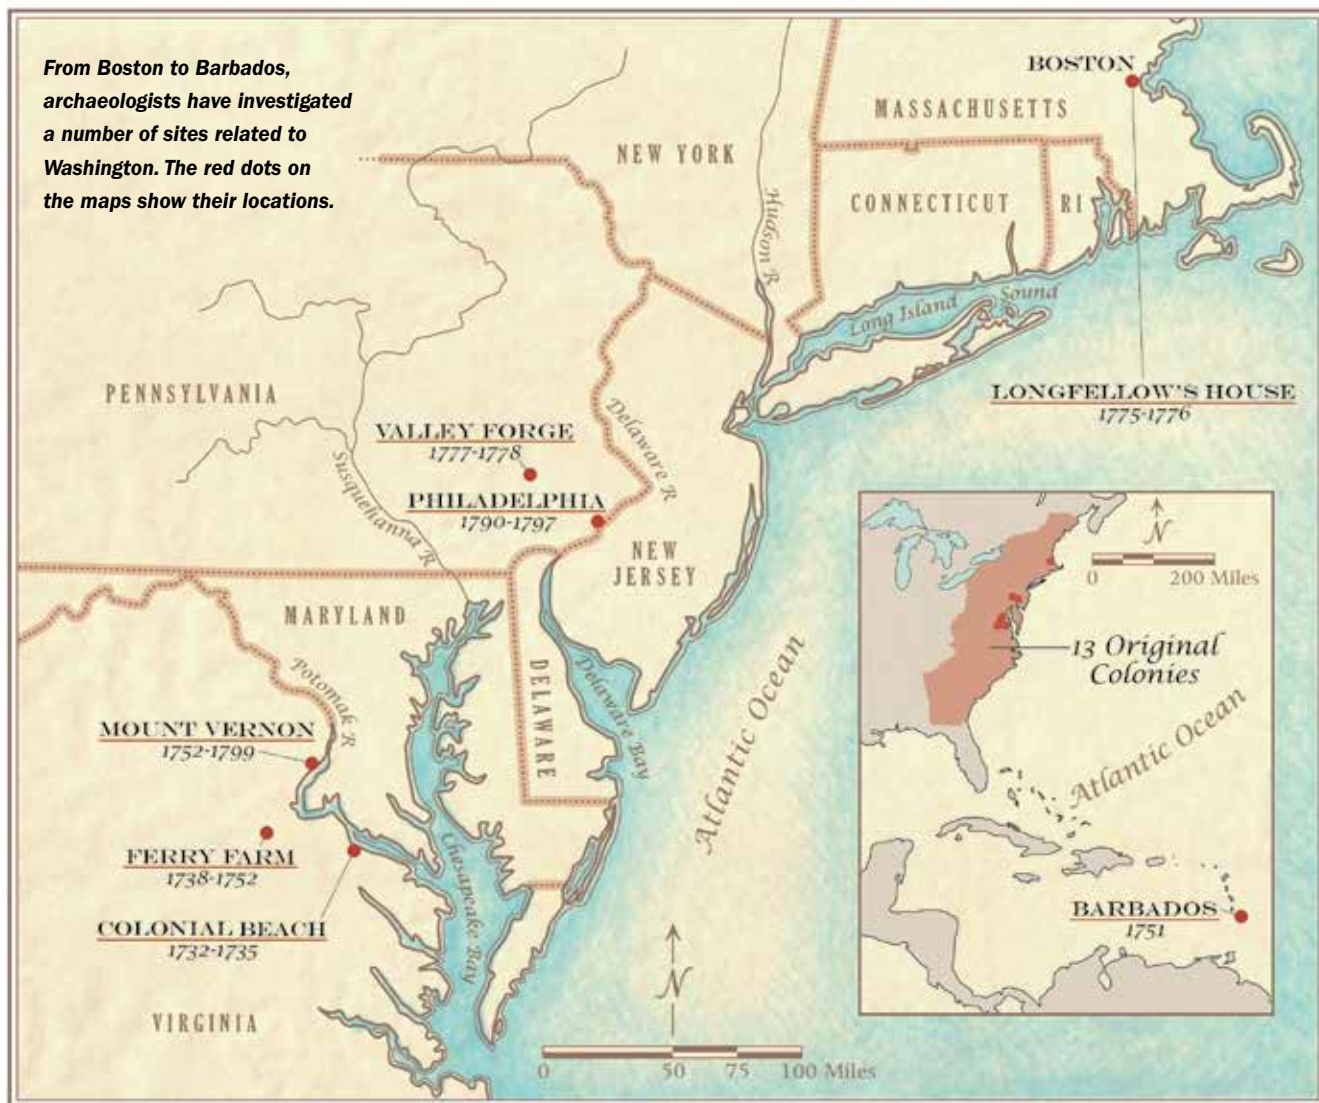 From Boston to Barbados,
archaeologists have investigated
a number of sites related to
Washington. The red dots on
the maps show their locations.
BOSTON
MASSACHUSETTS
NEW YORK
CONNECTICUT
RI
Hudson R
Long Island Sound
LONGFELLOW'S HOUSE
1775-1776
PENNSYLVANIA
VALLEY FORGE
1777-1778
Delaware R
Susquehanna R
PHILADELPHIA
1790-1797
NEW
JERSEY
MARYLAND
Potomak R
DELAWARE
Delaware Bay
Atlantic Ocean
MOUNT VERNON
1752-1799
FERRY FARM
1738-1752
COLONIAL BEACH
1732-1735
Chesapeake Bay
VIRGINIA
N
0 50 75 100 Miles
N
0 200 Miles
13 Original
Colonies
Atlantic Ocean
BARBADOS
1751